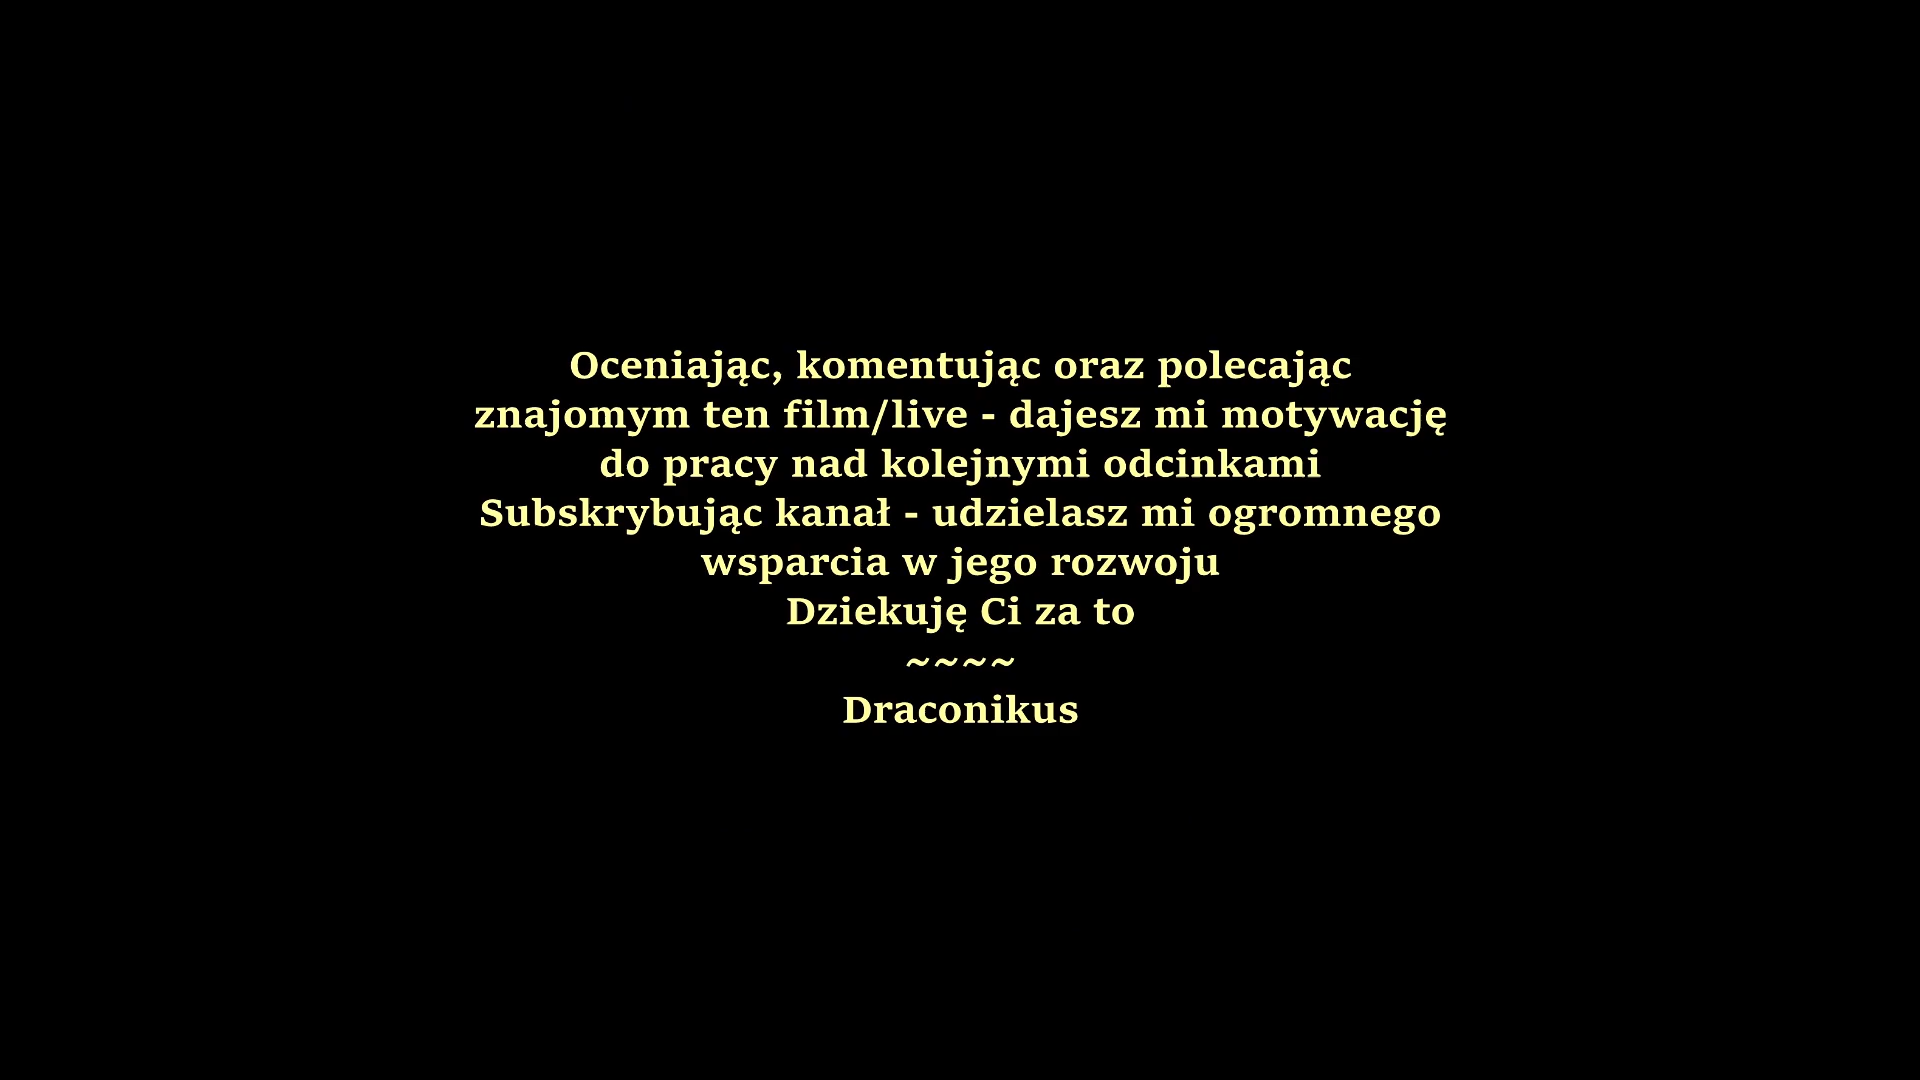 Oceniając, komentując oraz polecając
znajomym ten film/live - dajesz mi motywację
do pracy nad kolejnymi odcinkami
Subskrybując kanał - udzielasz mi ogromnego
wsparcia w jego rozwoju
Dziekuję Ci za to
~~~~
Draconikus